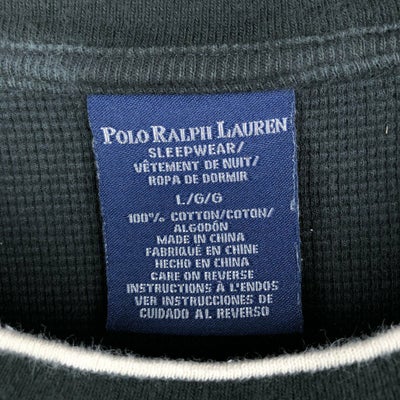 POLO RALPH LAUREN
SLEEPWEAR/
VÊTEMENT DE NUIT/
ROPA DE DORMIR
L/G/G
100% COTTON/COTON/
ALGODÓN
MADE IN CHINA
FABRIQUÉ EN CHINE
HECHO EN CHINA
CARE ON REVERSE
INSTRUCTIONS À L'ENDOS
VER INSTRUCCIONES DE
CUIDADO AL REVERSO